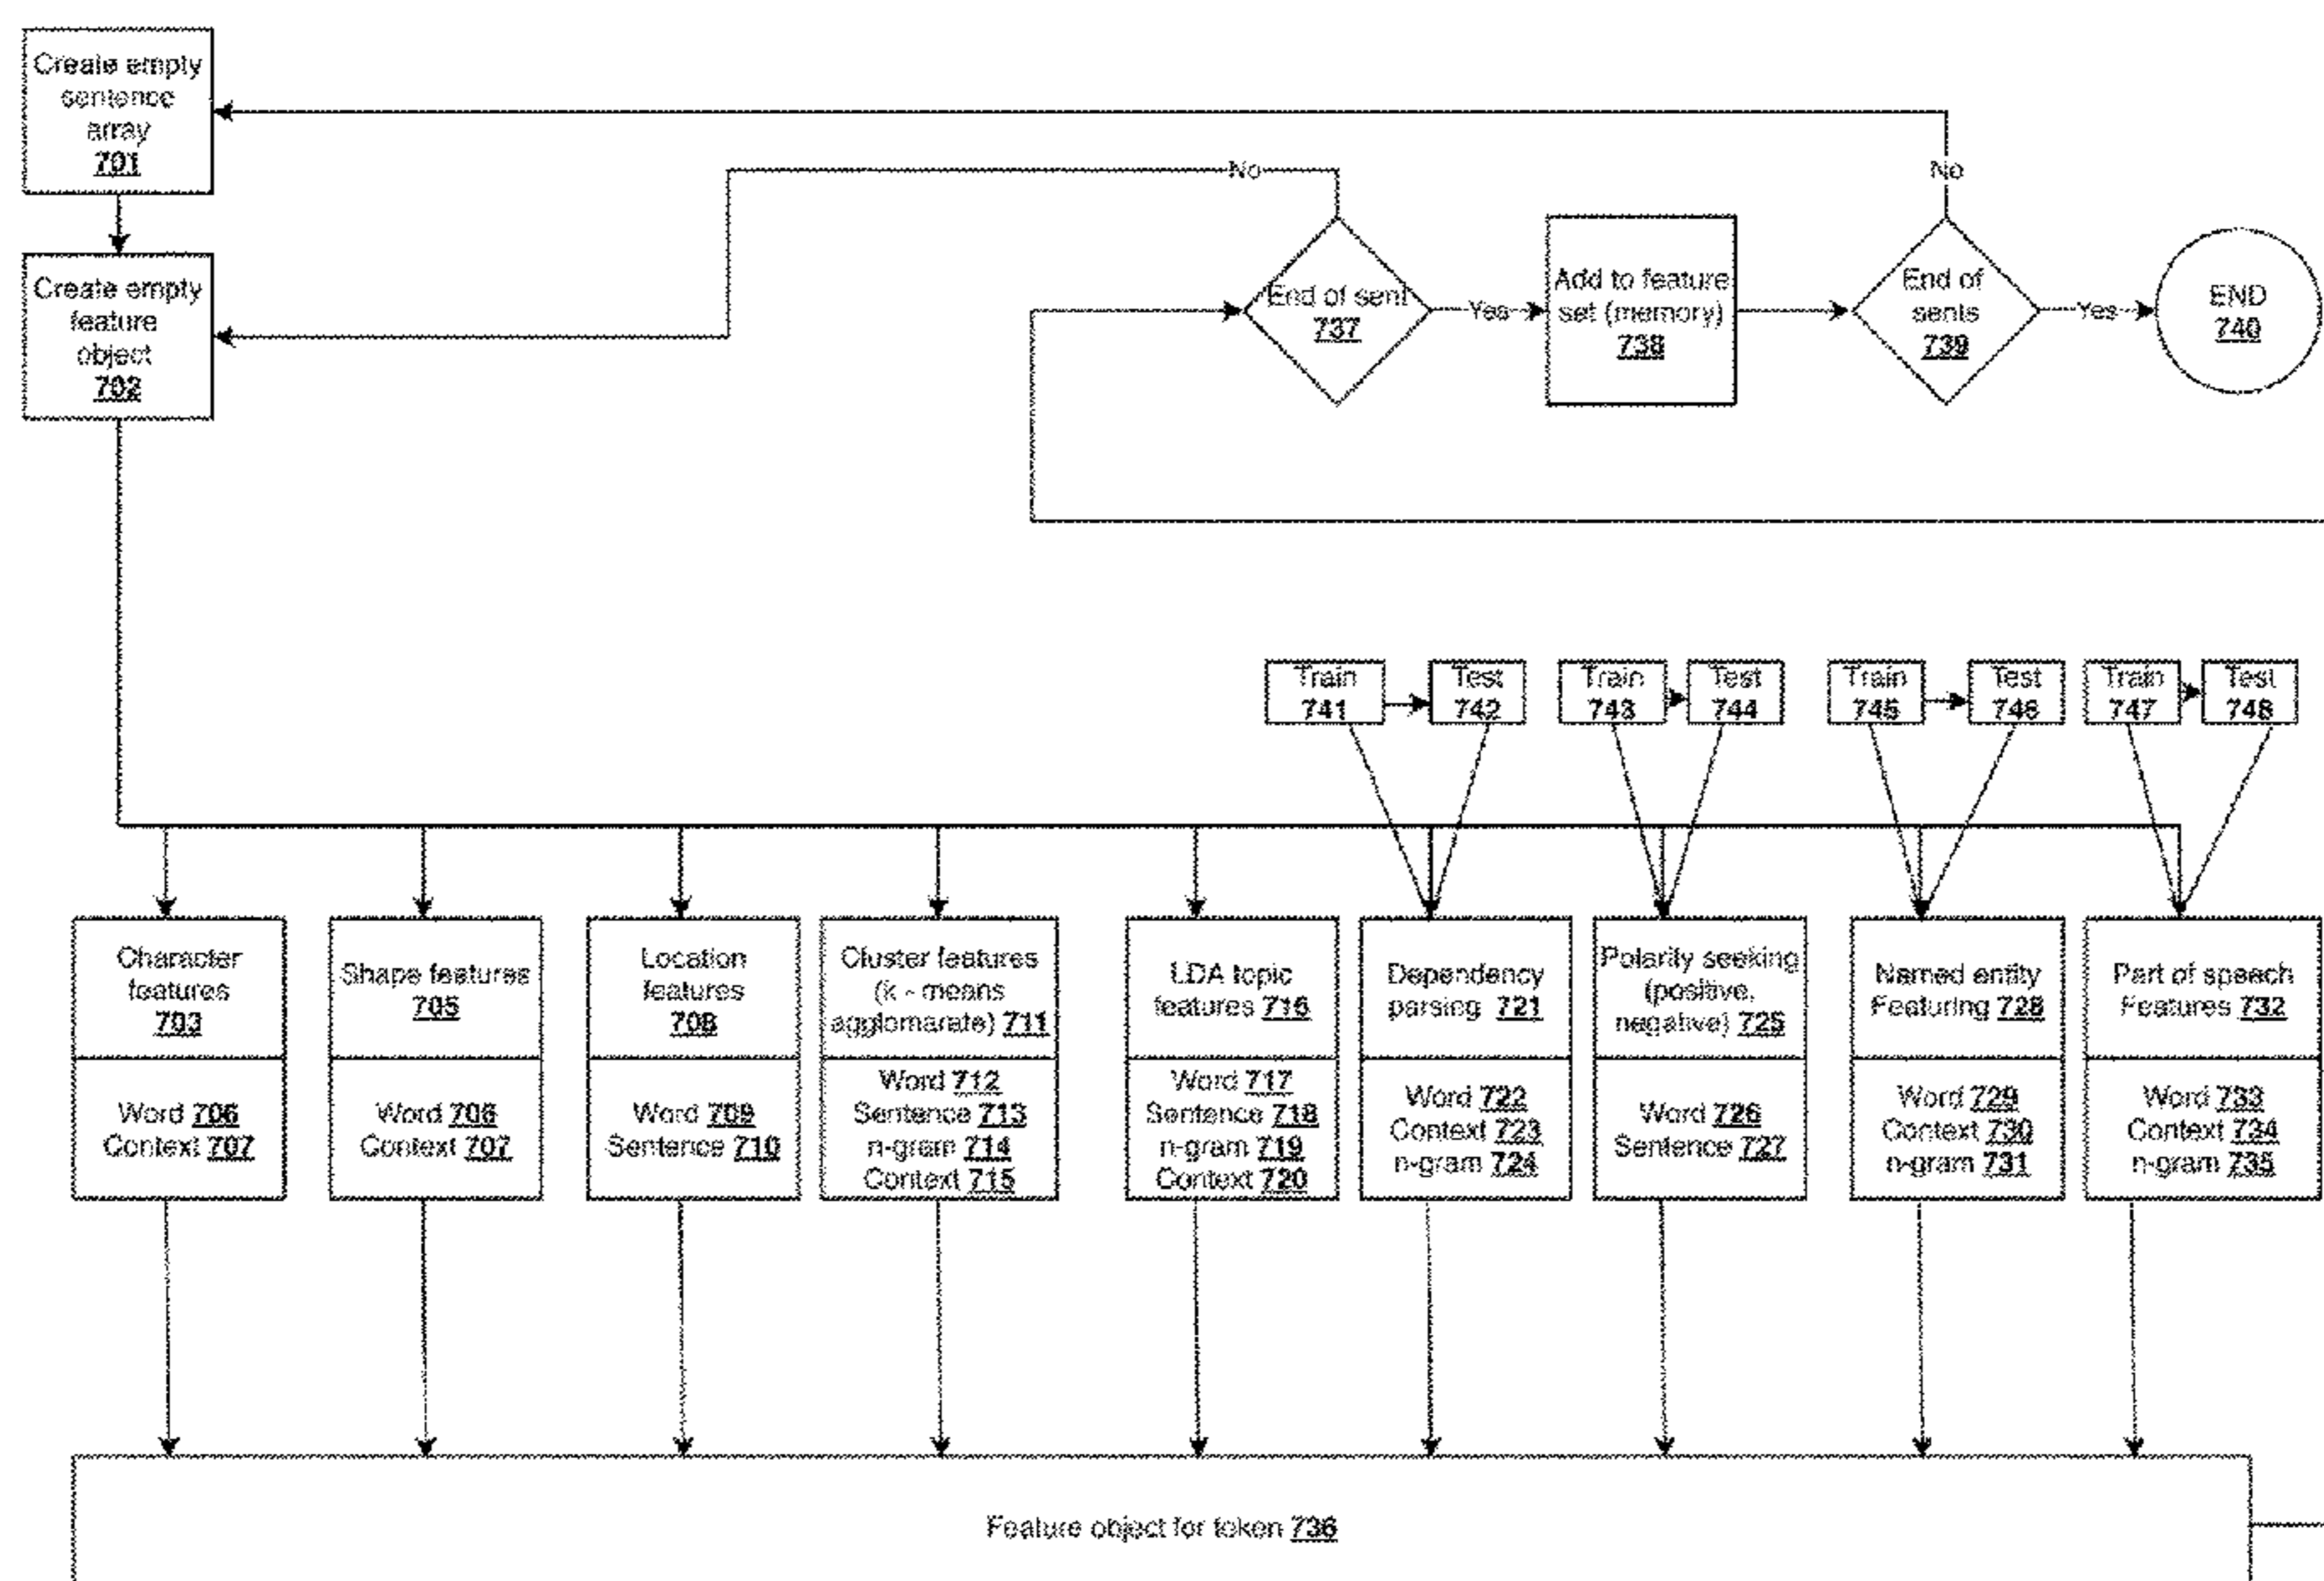 Create empty
sentence
array
701
No
No
Create empty
feature
object
702
End of sent
737
Yes
Add to feature
set (memory)
738
End of
sents
739
Yes
END
740
Train
741
Test
742
Train
743
Test
744
Train
745
Test
746
Train
747
Test
748
Character
features
703
Word 706
Context 707
Shape features
705
Word 706
Context 707
Location
features
708
Word 709
Sentence 710
Cluster features
(k - means
agglomarate) 711
Word 712
Sentence 713
n-gram 714
Context 715
LDA topic
features 716
Word 717
Sentence 718
n-gram 719
Context 720
Dependency
parsing 721
Word 722
Context 723
n-gram 724
Polarity seeking
(positive,
negative) 725
Word 726
Sentence 727
Named entity
Featuring 728
Word 729
Context 730
n-gram 731
Part of speech
Features 732
Word 733
Context 734
n-gram 735
Feature object for token 736